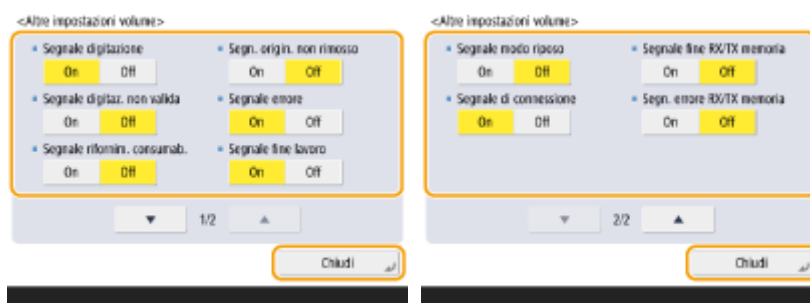 <Altre impostazioni volume>
Segnale digitazione
On Off
Segn. origin. non rimosso
On Off
Segnale digitaz. non valida
On Off
Segnale errore
On Off
Segnale rifornim. consumab.
On Off
Segnale fine lavoro
On Off
1/2
Chiudi
<Altre impostazioni volume>
Segnale modo riposo
On Off
Segnale fine RX/TX memoria
On Off
Segnale di connessione
On Off
Segn. errore RX/TX memoria
On Off
2/2
Chiudi